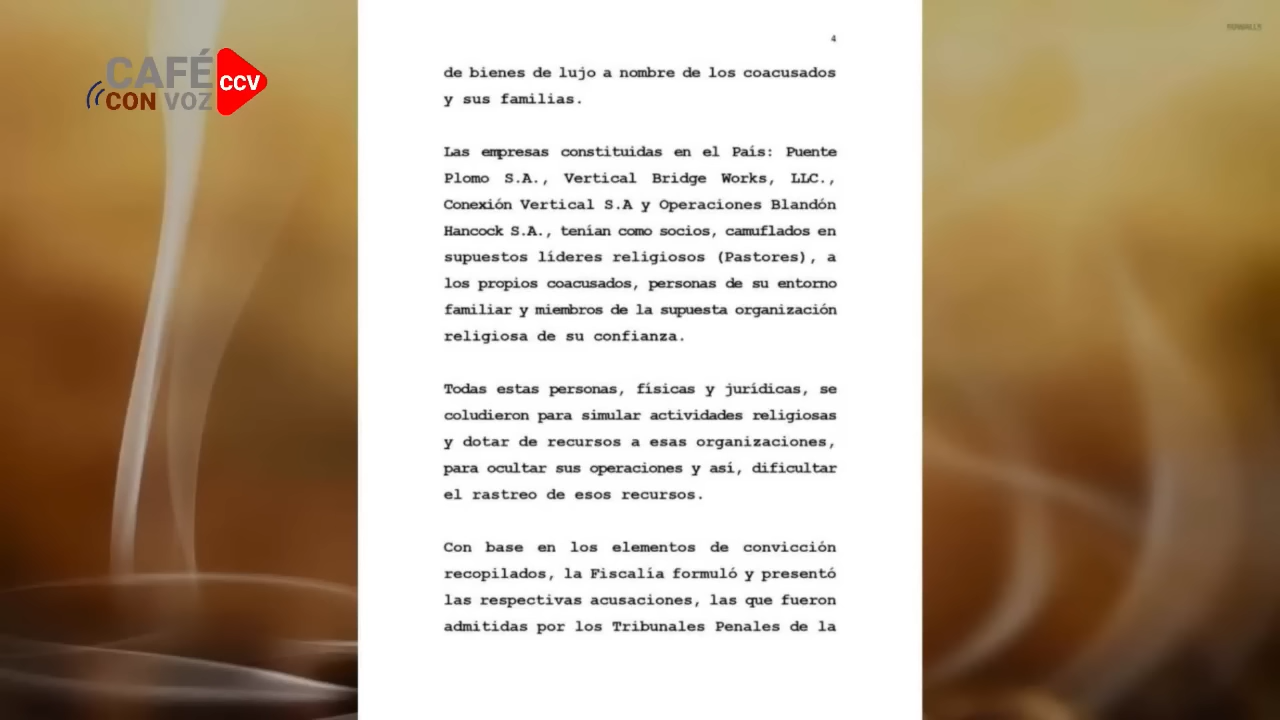 CAFÉ
CON VOZ
CCV
4
de bienes de lujo a nombre de los coacusados
y sus familias.
Las empresas constituidas en el País: Puente
Plomo S.A., Vertical Bridge Works, LLC.,
Conexión Vertical S.A y Operaciones Blandón
Hancock S.A., tenían como socios, camuflados en
supuestos líderes religiosos (Pastores), a
los propios coacusados, personas de su entorno
familiar y miembros de la supuesta organización
religiosa de su confianza.
Todas estas personas, físicas y jurídicas, se
coludieron para simular actividades religiosas
y dotar de recursos a esas organizaciones,
para ocultar sus operaciones y así, dificultar
el rastreo de esos recursos.
Con base en los elementos de convicción
recopilados, la Fiscalía formuló y presentó
las respectivas acusaciones, las que fueron
admitidas por los Tribunales Penales de la